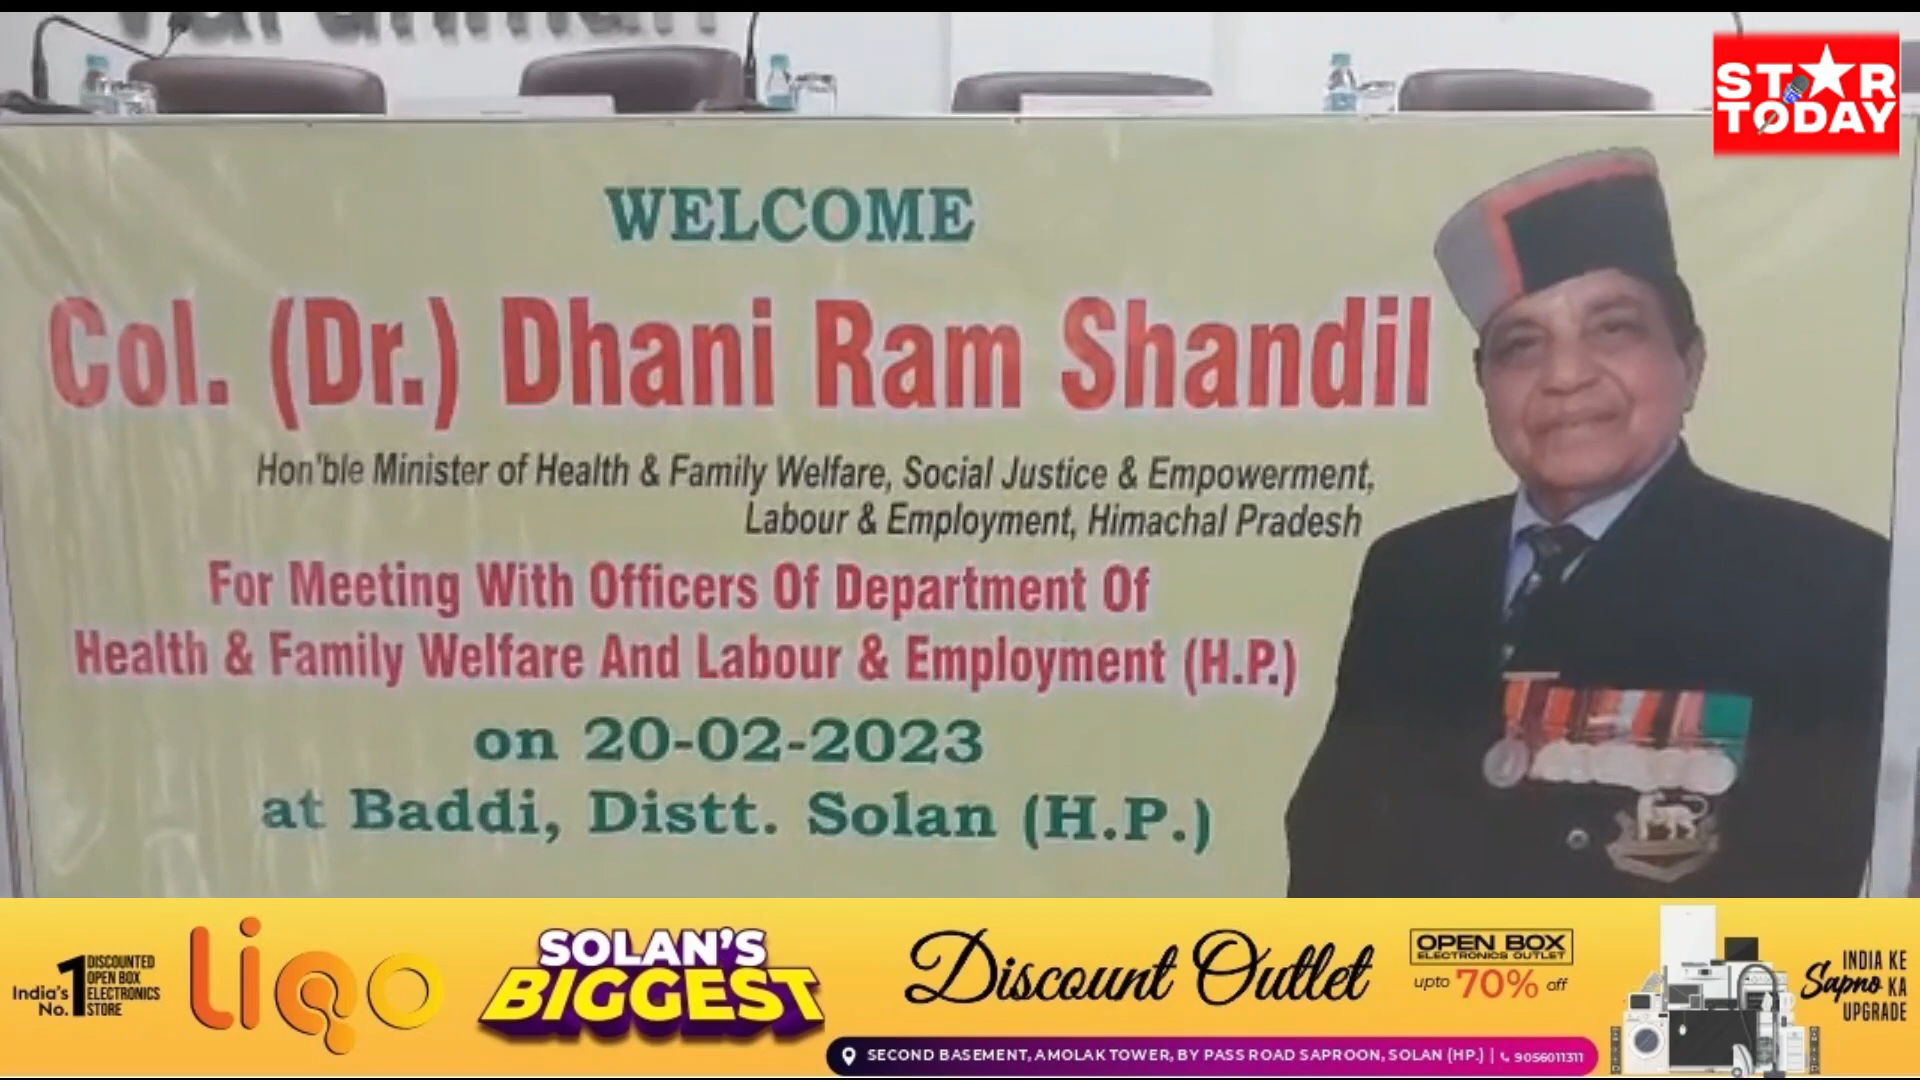 STAR
TODAY
WELCOME
Col. (Dr.) Dhani Ram Shandil
Hon'ble Minister of Health & Family Welfare, Social Justice & Empowerment,
Labour & Employment, Himachal Pradesh
For Meeting With Officers Of Department Of
Health & Family Welfare And Labour & Employment (H.P.)
on 20-02-2023
at Baddi, Distt. Solan (H.P.)
India's No. 1 DISCOUNTED OPEN BOX ELECTRONICS STORE
LiQo
SOLAN'S
BIGGEST
Discount Outlet
OPEN BOX
ELECTRONICS OUTLET
upto 70% off
INDIA KE
Sapno KA
UPGRADE
SECOND BASEMENT, AMOLAK TOWER, BY PASS ROAD SAPROON, SOLAN (HP.) | 9056011311